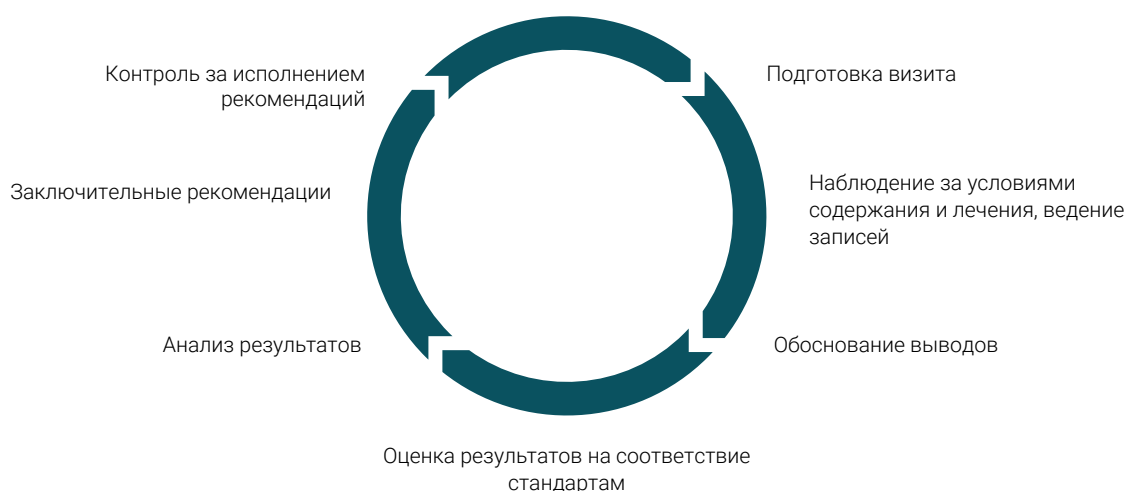 Контроль за исполнением
рекомендаций
Подготовка визита
Заключительные рекомендации
Наблюдение за условиями
содержания и лечения, ведение
записей
Анализ результатов
Обоснование выводов
Оценка результатов на соответствие
стандартам